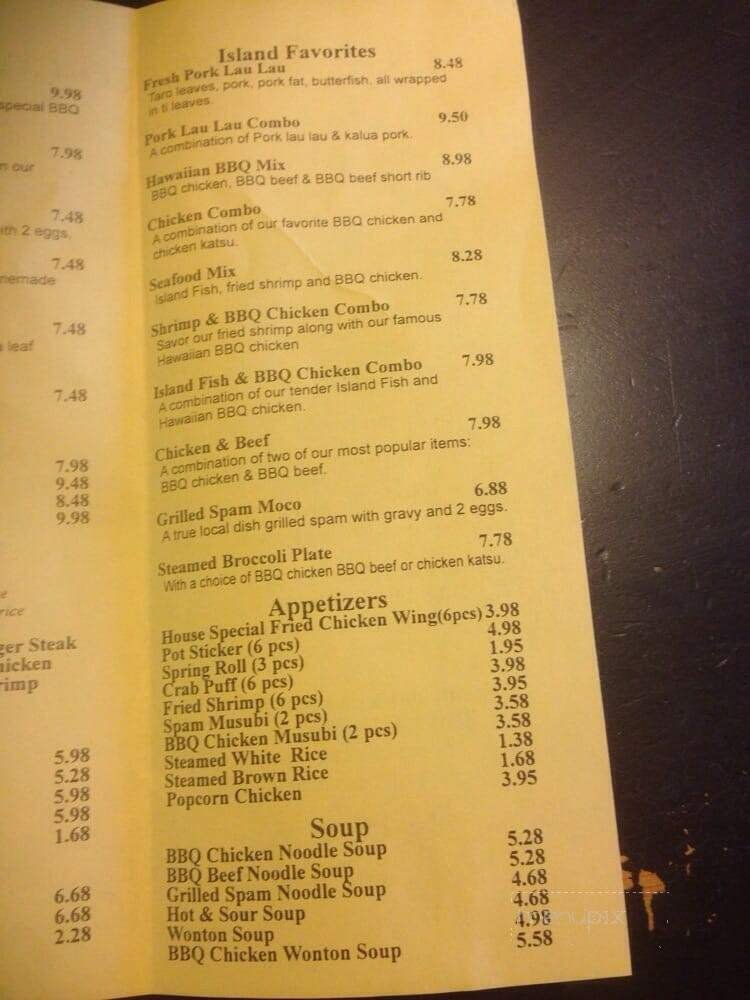 9.98
special BBQ
7.98
n our
7.48
ith 2 eggs.
7.48
nemade
7.48
leaf
7.48
7.98
9.48
8.48
9.98
e
rice
ger Steak
hicken
rimp
5.98
5.28
5.98
5.98
1.68
6.68
6.68
2.28
Island Favorites
Fresh Pork Lau Lau 8.48
Taro leaves, pork, pork fat, butterfish, all wrapped
in ti leaves.
Pork Lau Lau Combo 9.50
A combination of Pork lau lau & kalua pork.
Hawaiian BBQ Mix 8.98
BBQ chicken, BBQ beef & BBQ beef short rib
Chicken Combo 7.78
A combination of our favorite BBQ chicken and
chicken katsu.
Seafood Mix 8.28
Island Fish, fried shrimp and BBQ chicken.
Shrimp & BBQ Chicken Combo 7.78
Savor our fried shrimp along with our famous
Hawaiian BBQ chicken
Island Fish & BBQ Chicken Combo 7.98
A combination of our tender Island Fish and
Hawaiian BBQ chicken.
Chicken & Beef 7.98
A combination of two of our most popular items:
BBQ chicken & BBQ beef.
Grilled Spam Moco 6.88
A true local dish grilled spam with gravy and 2 eggs.
Steamed Broccoli Plate 7.78
With a choice of BBQ chicken BBQ beef or chicken katsu.
Appetizers
House Special Fried Chicken Wing(6pcs) 3.98
Pot Sticker (6 pcs) 4.98
Spring Roll (3 pcs) 1.95
Crab Puff (6 pcs) 3.98
Fried Shrimp (6 pcs) 3.95
Spam Musubi (2 pcs) 3.58
BBQ Chicken Musubi (2 pcs) 3.58
Steamed White Rice 1.38
Steamed Brown Rice 1.68
Popcorn Chicken 3.95
Soup
BBQ Chicken Noodle Soup 5.28
BBQ Beef Noodle Soup 5.28
Grilled Spam Noodle Soup 4.68
Hot & Sour Soup 4.68
Wonton Soup 4.98
BBQ Chicken Wonton Soup 5.58
menupix